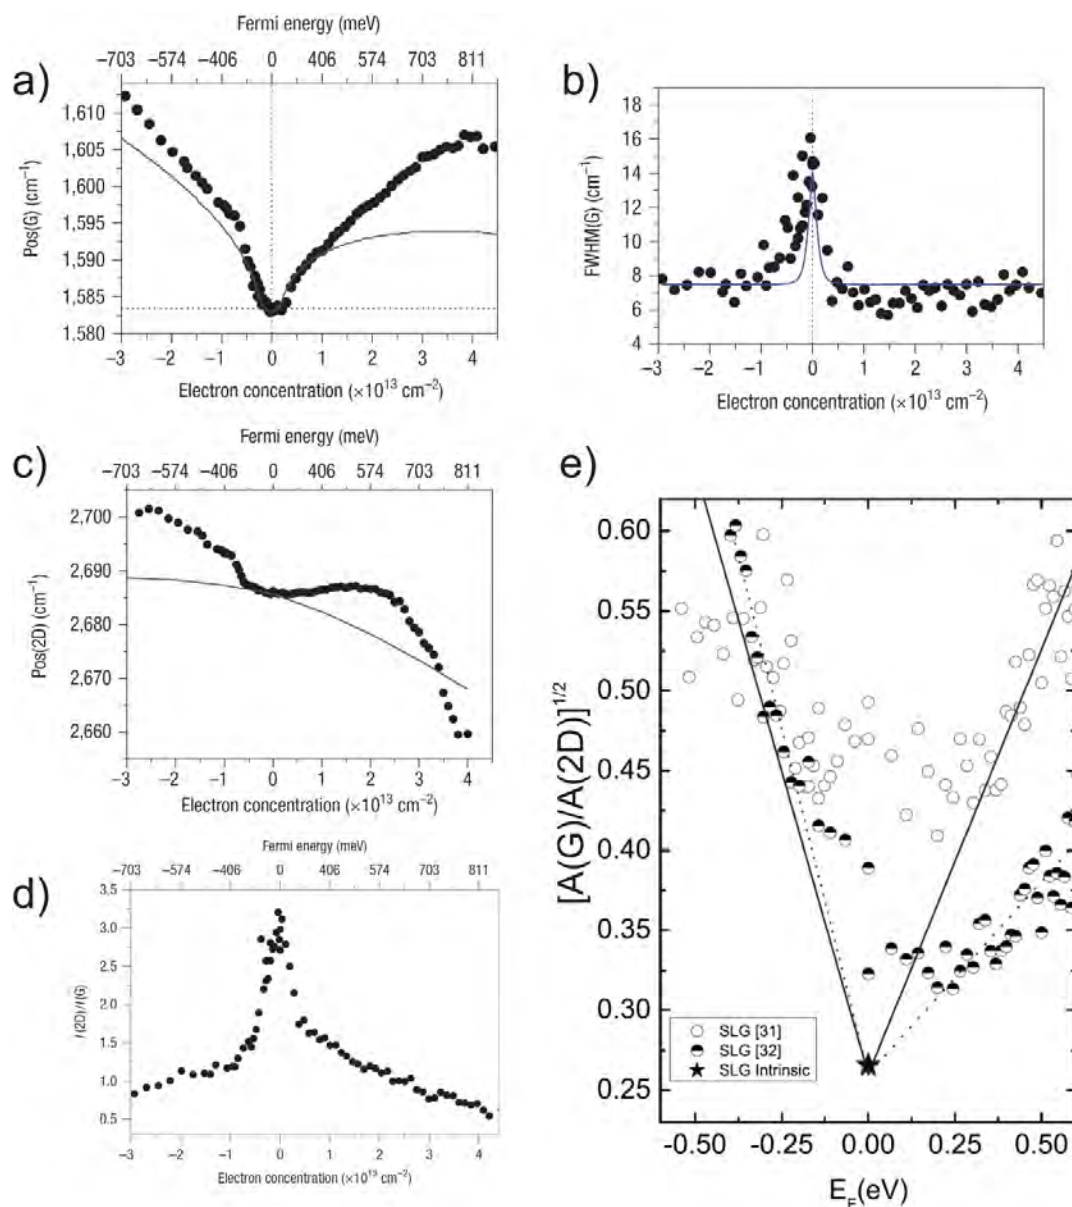 a)
Fermi energy (meV)
−703 −574 −406 0 406 574 703 811
Pos(G) (cm−1)
1,610
1,605
1,600
1,595
1,590
1,585
1,580
−3 −2 −1 0 1 2 3 4
Electron concentration (×10¹³ cm⁻²)
b)
FWHM(G) (cm−1)
18
16
14
12
10
8
6
4
−3 −2 −1 0 1 2 3 4
Electron concentration (×10¹³ cm⁻²)
c)
Fermi energy (meV)
−703 −574 −406 0 406 574 703 811
Pos(2D) (cm−1)
2,700
2,690
2,680
2,670
2,660
−3 −2 −1 0 1 2 3 4
Electron concentration (×10¹³ cm⁻²)
d)
Fermi energy (meV)
−703 −574 −406 0 406 574 703 811
I(2D)/I(G)
3.5
3.0
2.5
2.0
1.5
1.0
0.5
−3 −2 −1 0 1 2 3 4
Electron concentration (×10¹³ cm⁻²)
e)
[A(G)/A(2D)]1/2
0.60
0.55
0.50
0.45
0.40
0.35
0.30
0.25
SLG [31]
SLG [32]
SLG Intrinsic
-0.50 -0.25 0.00 0.25 0.50
EF(eV)